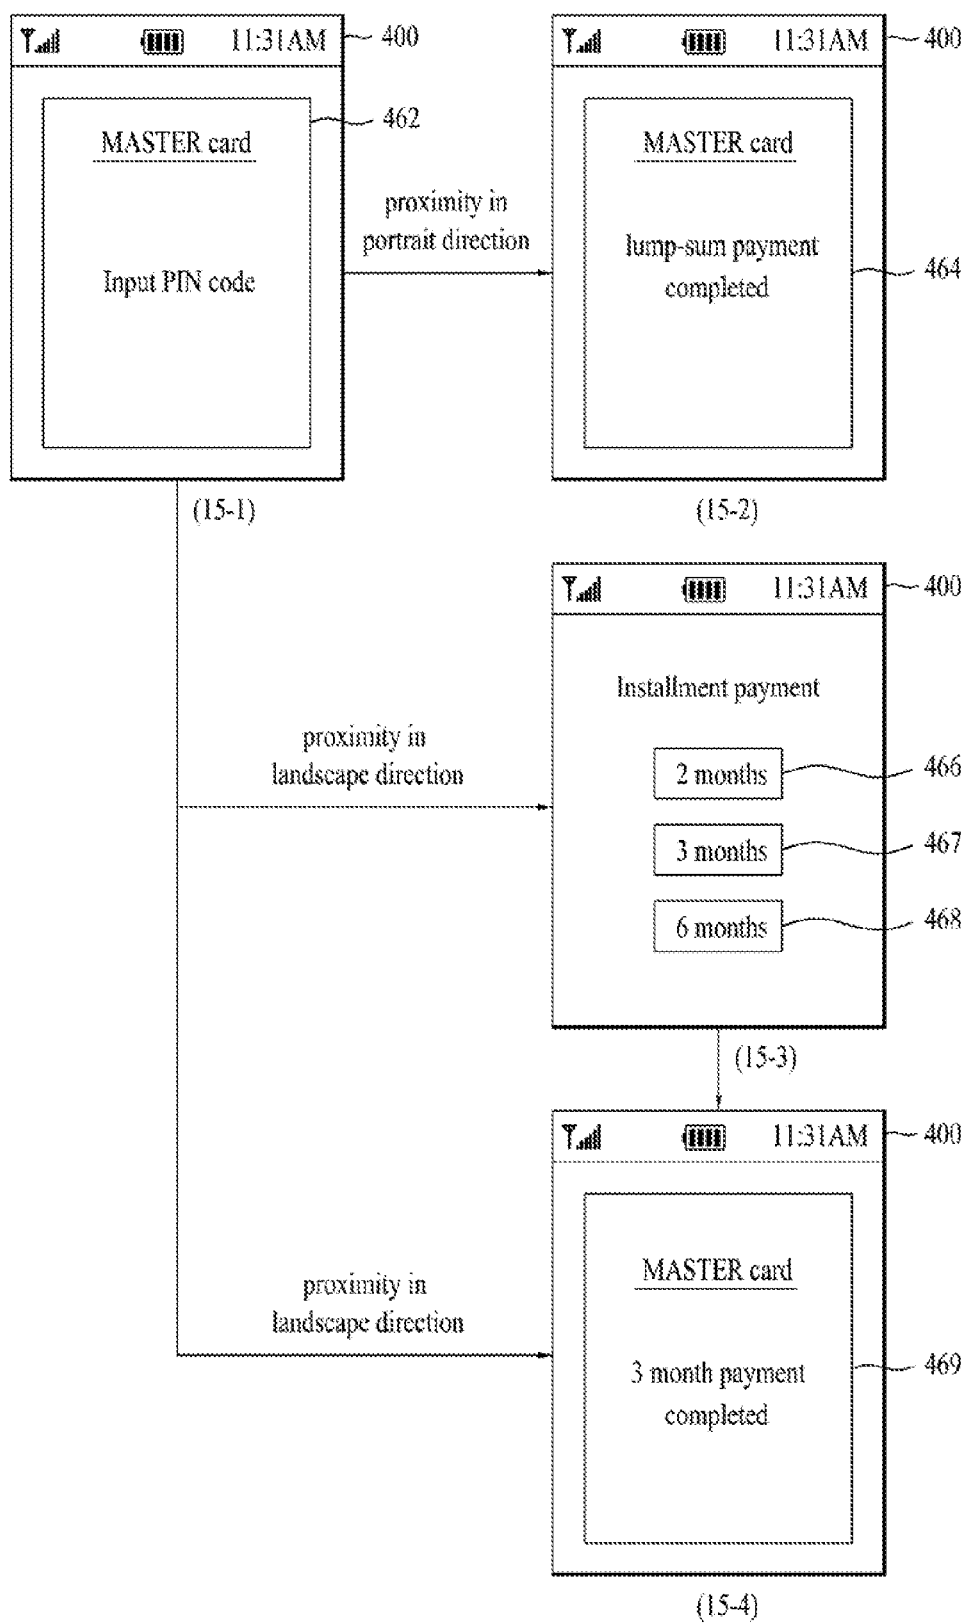 11:31AM
400
462
MASTER card
Input PIN code
(15-1)
proximity in
portrait direction
11:31AM
400
MASTER card
lump-sum payment
completed
464
(15-2)
proximity in
landscape direction
11:31AM
400
Installment payment
2 months
466
3 months
467
6 months
468
(15-3)
proximity in
landscape direction
11:31AM
400
MASTER card
3 month payment
completed
469
(15-4)